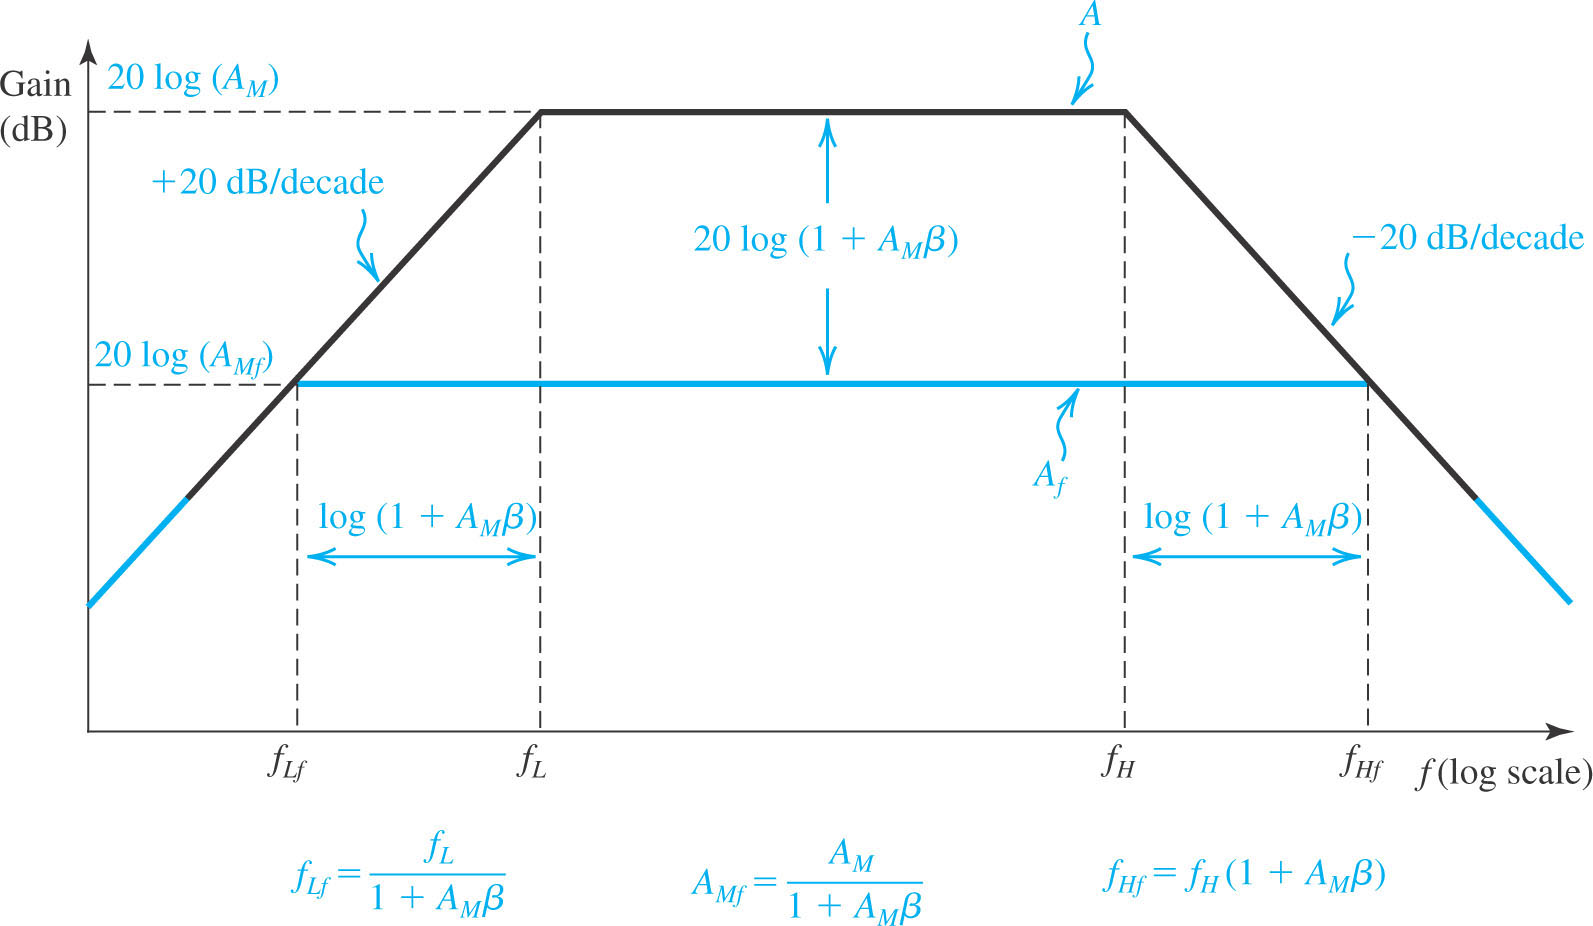 A
Gain
(dB)
20 log (A_M)
+20 dB/decade
20 log (1 + A_Mβ)
−20 dB/decade
20 log (A_Mf)
A_f
log (1 + A_Mβ)
log (1 + A_Mβ)
f_Lf
f_L
f_H
f_Hf
f (log scale)
f_Lf = f_L / (1 + A_Mβ)
A_Mf = A_M / (1 + A_Mβ)
f_Hf = f_H (1 + A_Mβ)